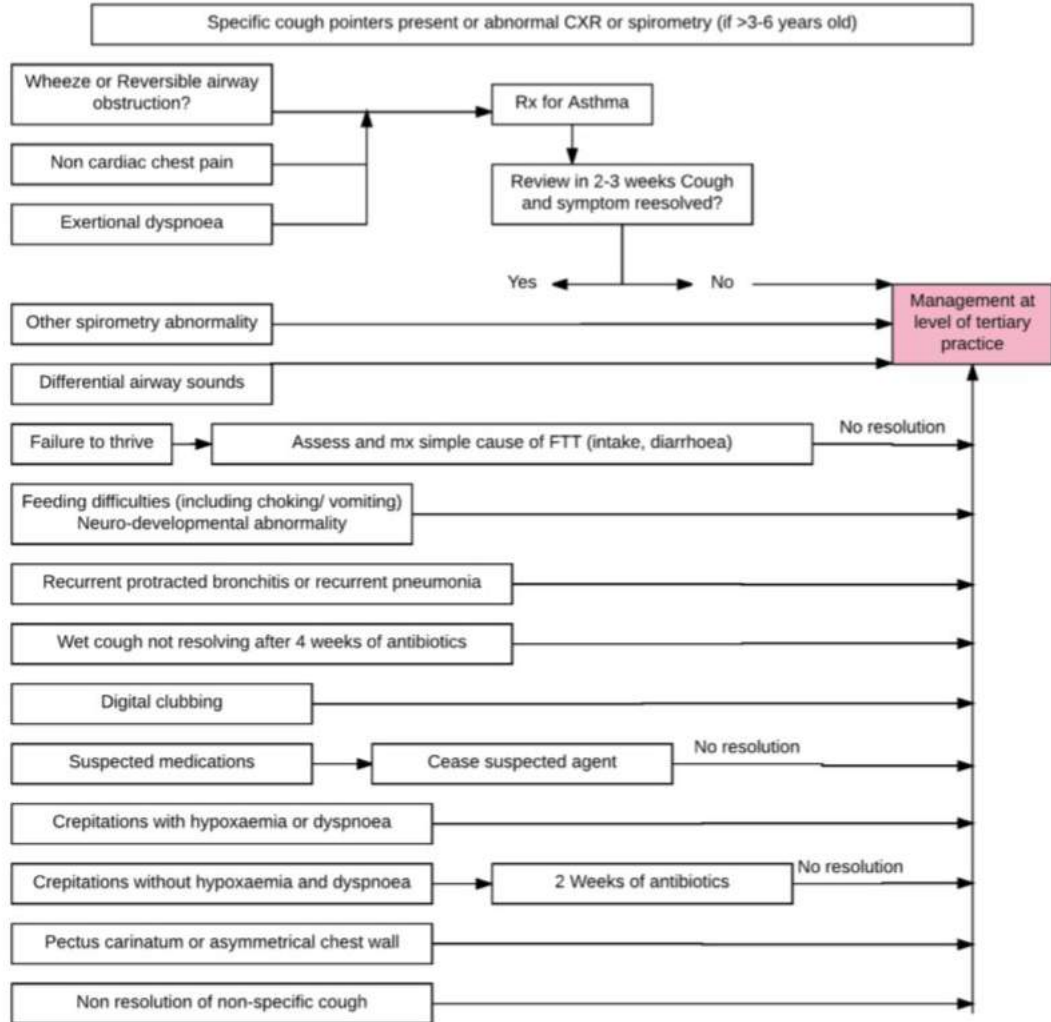 Specific cough pointers present or abnormal CXR or spirometry (if >3-6 years old)
Wheeze or Reversible airway
obstruction?
Rx for Asthma
Non cardiac chest pain
Review in 2-3 weeks Cough
and symptom reesolved?
Exertional dyspnoea
Yes
No
Management at
level of tertiary
practice
Other spirometry abnormality
Differential airway sounds
Failure to thrive
Assess and mx simple cause of FTT (intake, diarrhoea)
No resolution
Feeding difficulties (including choking/ vomiting)
Neuro-developmental abnormality
Recurrent protracted bronchitis or recurrent pneumonia
Wet cough not resolving after 4 weeks of antibiotics
Digital clubbing
Suspected medications
Cease suspected agent
No resolution
Crepitations with hypoxaemia or dyspnoea
Crepitations without hypoxaemia and dyspnoea
2 Weeks of antibiotics
No resolution
Pectus carinatum or asymmetrical chest wall
Non resolution of non-specific cough